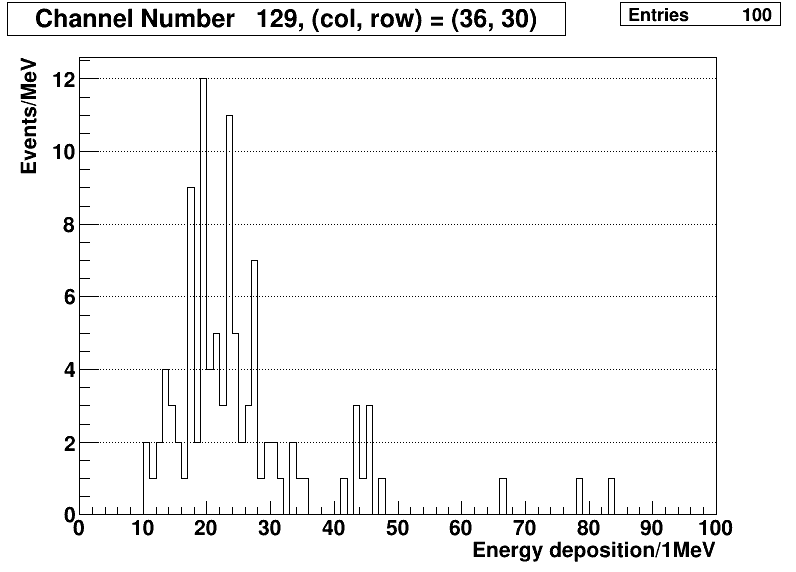 Channel Number 129, (col, row) = (36, 30)
Entries 100
Events/MeV
12
10
8
6
4
2
0
0 10 20 30 40 50 60 70 80 90 100
Energy deposition/1MeV